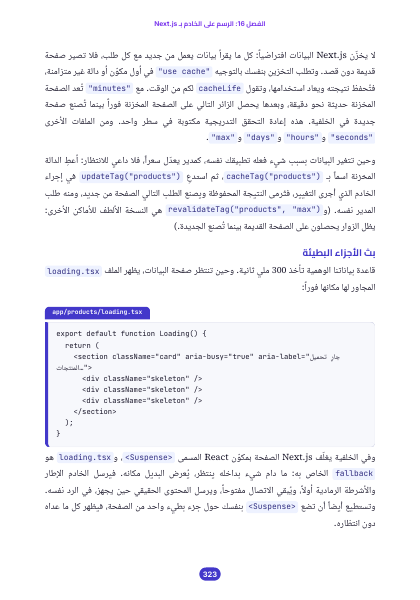 الفصل 16: الرسم على الخادم بـ Next.js
لا يخزّن Next.js البيانات افتراضياً: كل ما يقرأ بيانات يعمل من جديد مع كل طلب، فلا تصير صفحة
قديمة دون قصد. وتطلب التخزين بنفسك بالتوجيه "use cache" في أول مكوّن أو دالة غير متزامنة،
فتُحفظ نتيجته ويعاد استخدامها، وتقول cacheLife لكم من الوقت. مع "minutes" تُعد الصفحة
المخزنة حديثة نحو دقيقة، وبعدها يحصل الزائر التالي على الصفحة المخزنة فوراً بينما تُصنع صفحة
جديدة في الخلفية. هذه إعادة التحقق التدريجية مكتوبة في سطر واحد. ومن الملفات الأخرى
"seconds" و "hours" و "days" و "max".
وحين تتغير البيانات بسبب شيء فعله تطبيقك نفسه، كمدير يعدّل سعراً، فلا داعي للانتظار: أعطِ الدالة
المخزنة اسماً بـ cacheTag("products")، ثم استدعِ updateTag("products") في إجراء
الخادم الذي أجرى التغيير، فتُرمى النتيجة المحفوظة ويصنع الطلب التالي الصفحة من جديد، ومنه طلب
المدير نفسه. (و revalidateTag("products", "max") هي النسخة الألطف للأماكن الأخرى:
يظل الزوار يحصلون على الصفحة القديمة بينما تُصنع الجديدة.)
بث الأجزاء البطيئة
قاعدة بياناتنا الوهمية تأخذ 300 ملي ثانية، وحين تنتظر صفحة البيانات، يظهر الملف loading.tsx
المجاور لها مكانها فوراً:
app/products/loading.tsx
export default function Loading() {
return (
<section className="card" aria-busy="true" aria-label="جارٍ تحميل
المنتجات…">
<div className="skeleton" />
<div className="skeleton" />
<div className="skeleton" />
</section>
);
}
وفي الخلفية يغلّف Next.js الصفحة بمكوّن React المسمى <Suspense>، و loading.tsx هو
fallback الخاص به: ما دام شيء بداخله ينتظر، يُعرض البديل مكانه. فيرسل الخادم الإطار
والأشرطة الرمادية أولاً، ويُبقي الاتصال مفتوحاً، ويرسل المحتوى الحقيقي حين يجهز، في الرد نفسه.
وتستطيع أيضاً أن تضع <Suspense> بنفسك حول جزء بطيء واحد من الصفحة، فيظهر كل ما عداه
دون انتظاره.
323